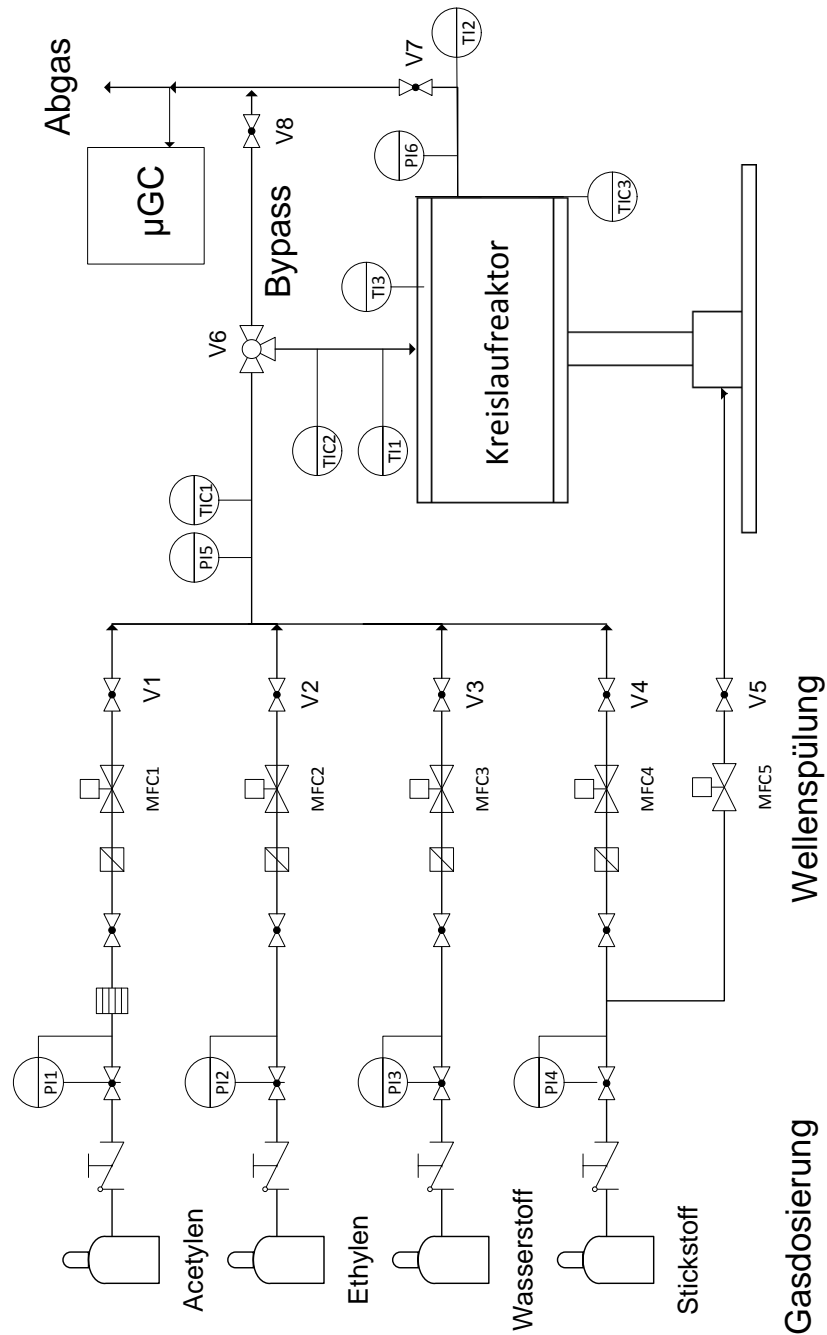 Abgas
µGC
Bypass
V8
V7
TI2
PI6
V6
TI3
TIC3
Kreislaufreaktor
TIC2
TI1
TIC1
PI5
V1
V2
V3
V4
V5
MFC1
MFC2
MFC3
MFC4
MFC5
PI1
PI2
PI3
PI4
Acetylen
Ethylen
Wasserstoff
Stickstoff
Gasdosierung
Wellenspülung